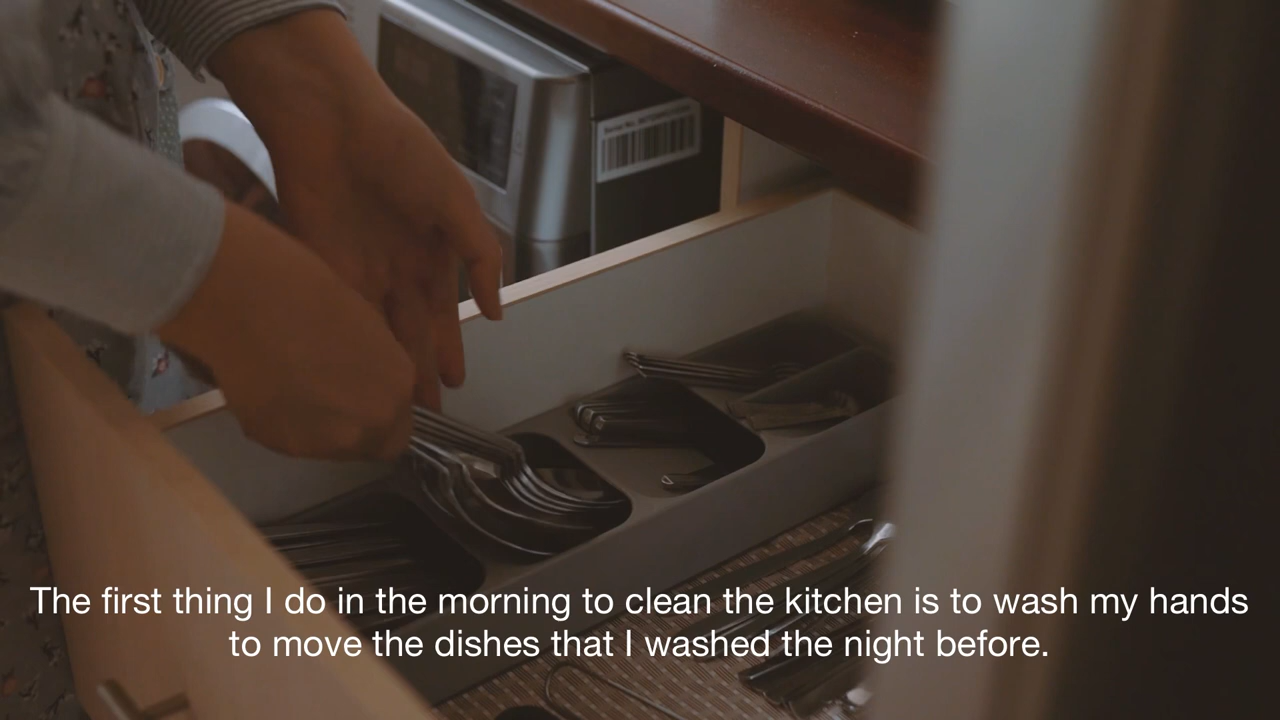 The first thing I do in the morning to clean the kitchen is to wash my hands
to move the dishes that I washed the night before.